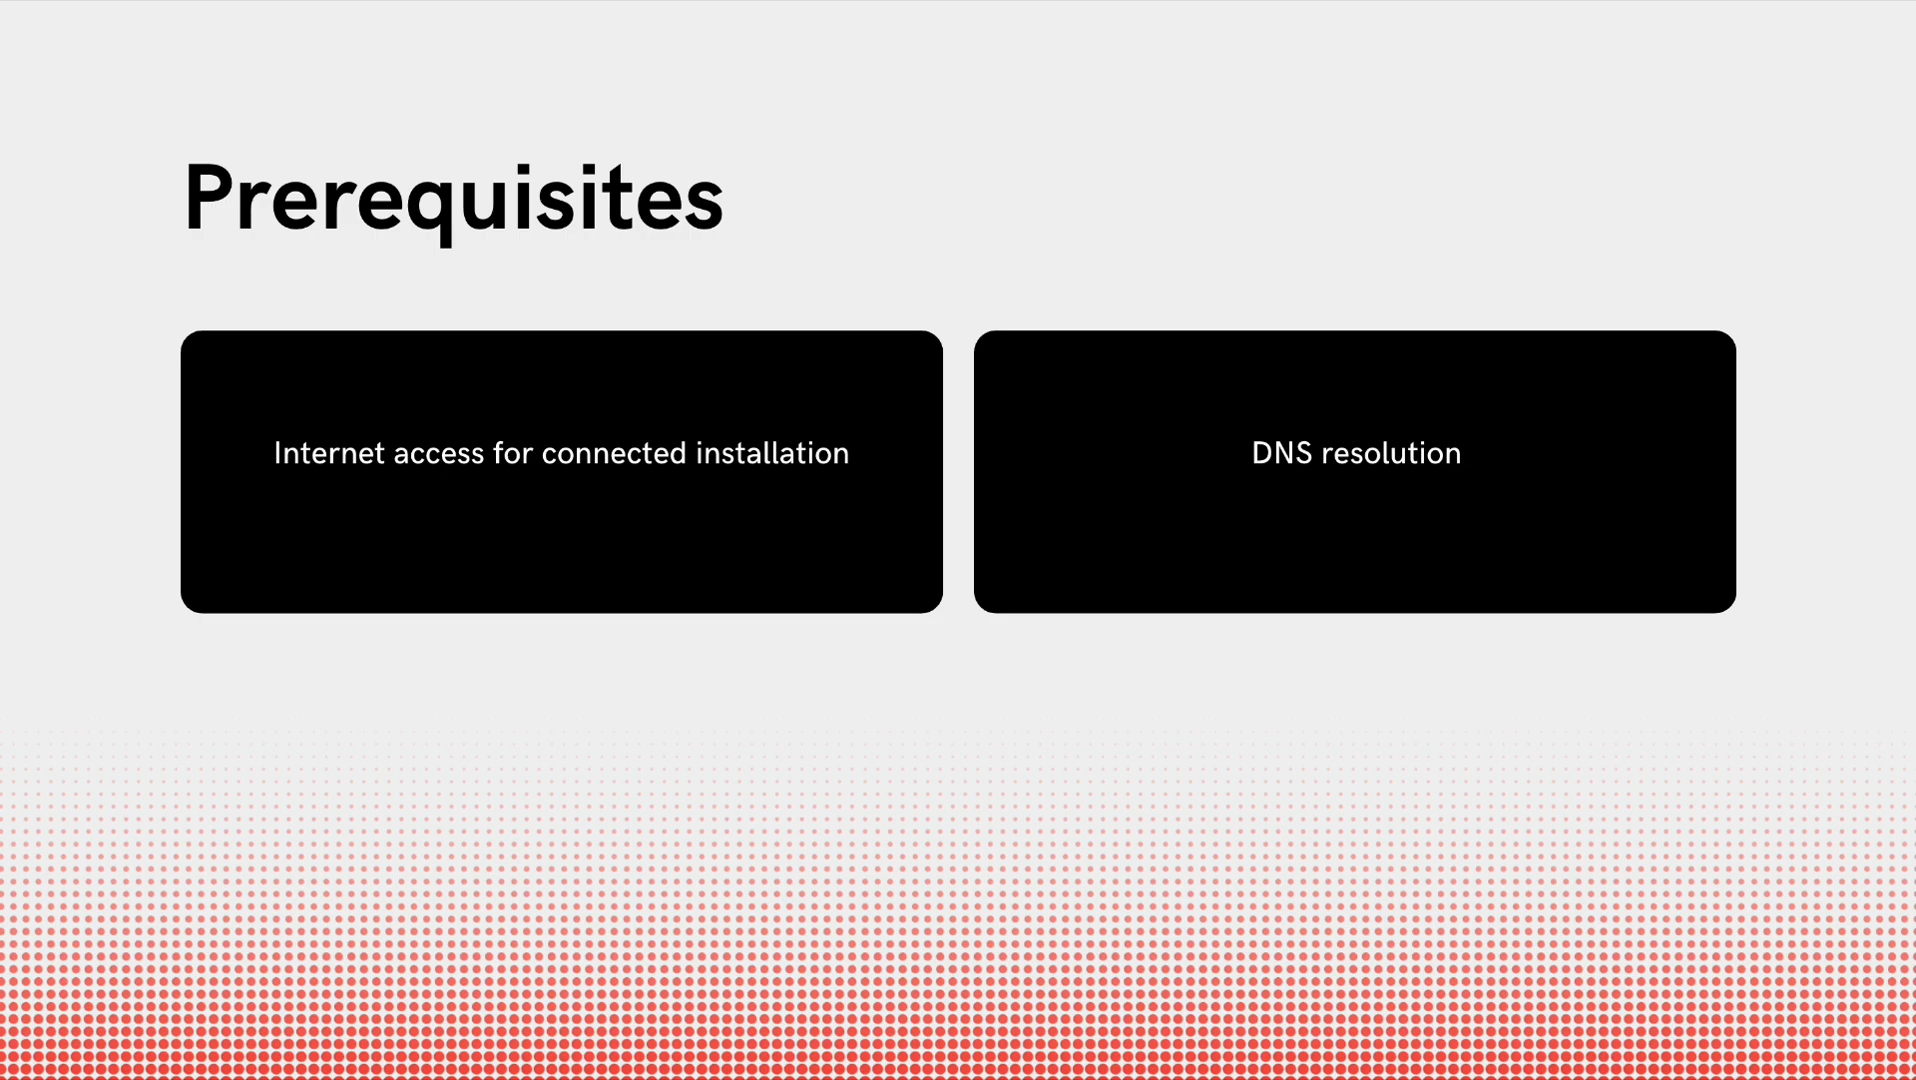 Prerequisites
Internet access for connected installation
DNS resolution